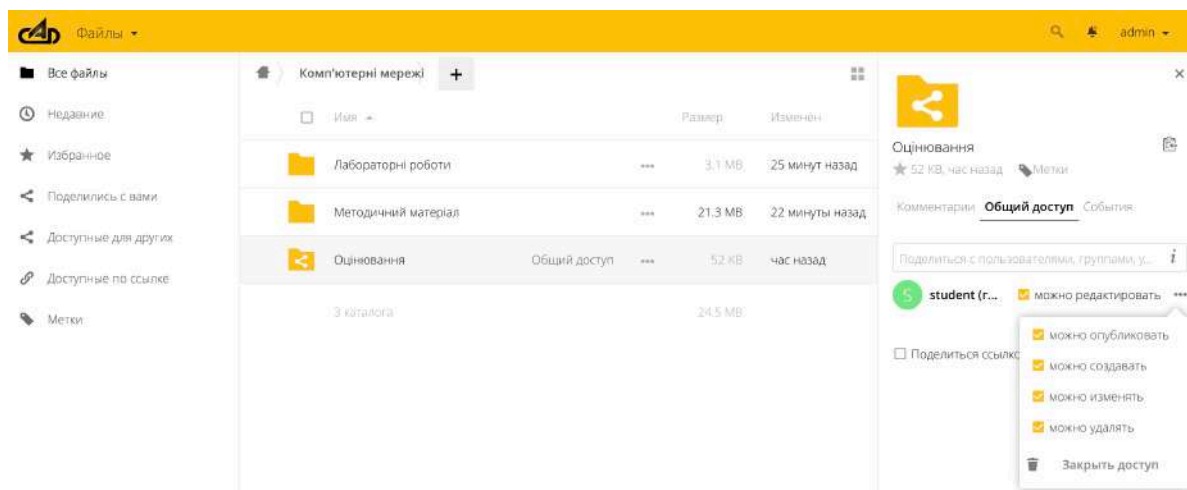 САПР Файлы admin
Все файлы
Недавние
Избранное
Поделились с вами
Доступные для других
Доступные по ссылке
Метки
Комп'ютерні мережі +
Имя Размер Изменён
Лабораторні роботи ... 3.1 MB 25 минут назад
Методичний матеріал ... 21.3 MB 22 минуты назад
Оцінювання Общий доступ ... 52 KB час назад
3 каталога 24.5 MB
Оцінювання
52 KB, час назад Метки
Комментарии Общий доступ События
Поделиться с пользователями, группами, у... i
S student (г... можно редактировать ...
можно опубликовать
Поделиться ссылко
можно создавать
можно изменять
можно удалять
Закрыть доступ